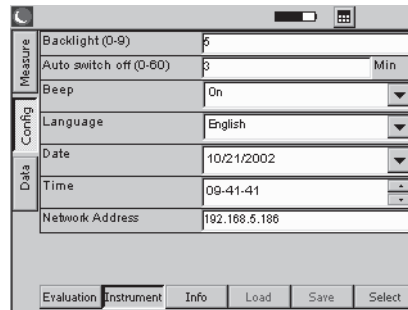 Measure
Config
Data
Backlight (0-9) 5
Auto switch off (0-60) 3 Min
Beep On
Language English
Date 10/21/2002
Time 09-41-41
Network Address 192.168.5.186
Evaluation Instrument Info Load Save Select